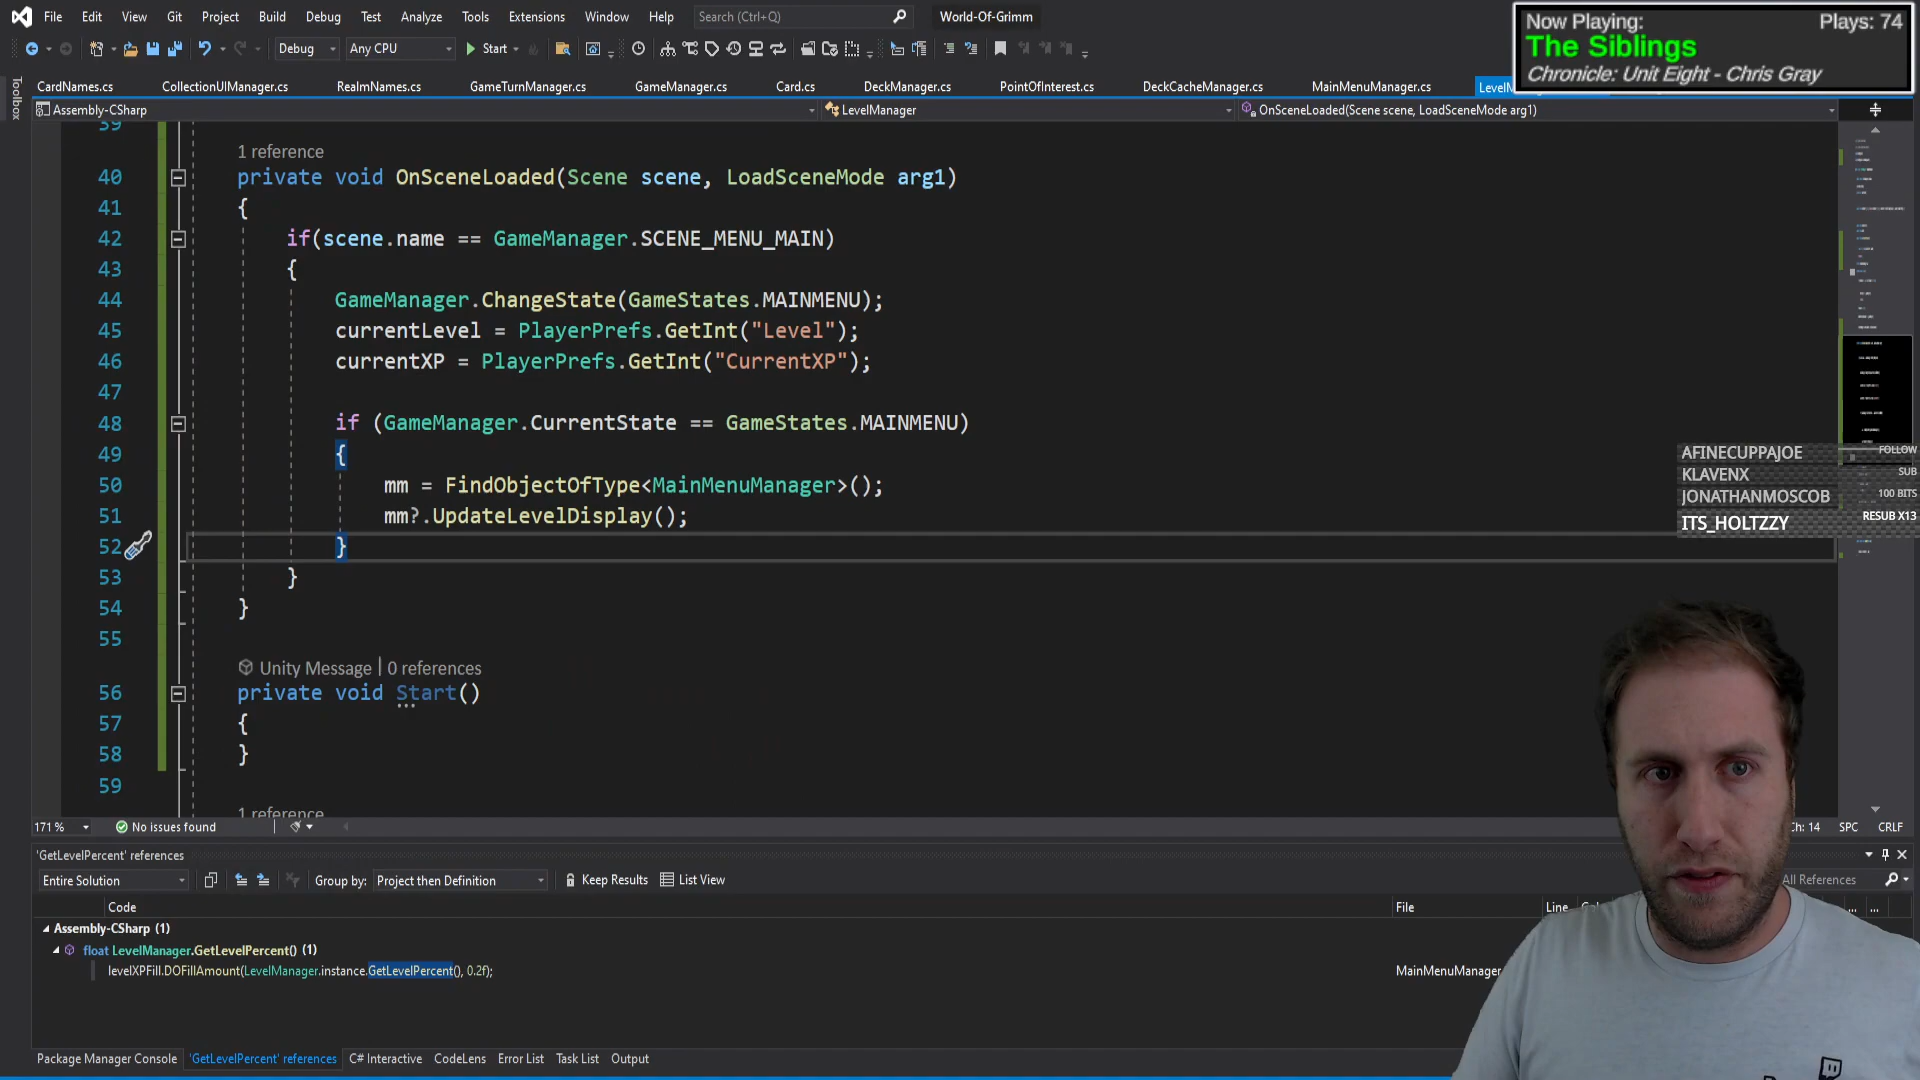 File Edit View Git Project Build Debug Test Analyze Tools Extensions Window Help Search (Ctrl+Q) World-Of-Grimm
Now Playing: Plays: 74
The Siblings
Chronicle: Unit Eight - Chris Gray
Debug Any CPU Start
Toolbox
CardNames.cs CollectionUIManager.cs RealmNames.cs GameTurnManager.cs GameManager.cs Card.cs DeckManager.cs PointOfInterest.cs DeckCacheManager.cs MainMenuManager.cs
Assembly-CSharp LevelManager OnSceneLoaded(Scene scene, LoadSceneMode arg1)
39
1 reference
40 private void OnSceneLoaded(Scene scene, LoadSceneMode arg1)
41 {
42 if(scene.name == GameManager.SCENE_MENU_MAIN)
43 {
44 GameManager.ChangeState(GameStates.MAINMENU);
45 currentLevel = PlayerPrefs.GetInt("Level");
46 currentXP = PlayerPrefs.GetInt("CurrentXP");
47
48 if (GameManager.CurrentState == GameStates.MAINMENU)
49 {
50 mm = FindObjectOfType<MainMenuManager>();
51 mm?.UpdateLevelDisplay();
52 }
53 }
54 }
55
Unity Message | 0 references
56 private void Start()
57 {
58 }
59
1 reference
AFINECUPPAJOE FOLLOW
KLAVENX SUB
JONATHANMOSCOB 100 BITS
ITS_HOLTZZY RESUB X13
171 % No issues found Ch: 14 SPC CRLF
'GetLevelPercent' references
Entire Solution Group by: Project then Definition Keep Results List View All References
Code File Line
Assembly-CSharp (1)
float LevelManager.GetLevelPercent() (1)
levelXPFill.DOFillAmount(LevelManager.instance.GetLevelPercent(), 0.2f); MainMenuManager
Package Manager Console 'GetLevelPercent' references C# Interactive CodeLens Error List Task List Output